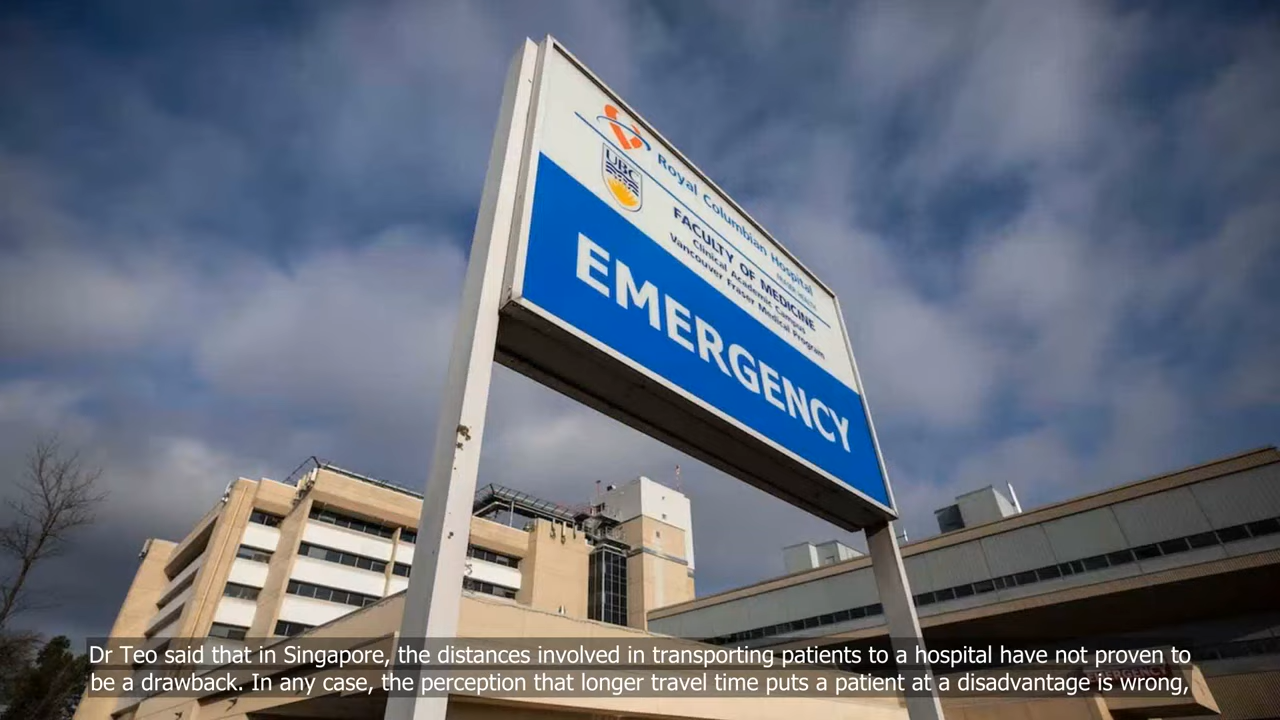 Royal Columbian Hospital
UBC
FACULTY OF MEDICINE
Clinical Academic Campus
Vancouver Fraser Medical Program
EMERGENCY
Dr Teo said that in Singapore, the distances involved in transporting patients to a hospital have not proven to
be a drawback. In any case, the perception that longer travel time puts a patient at a disadvantage is wrong,